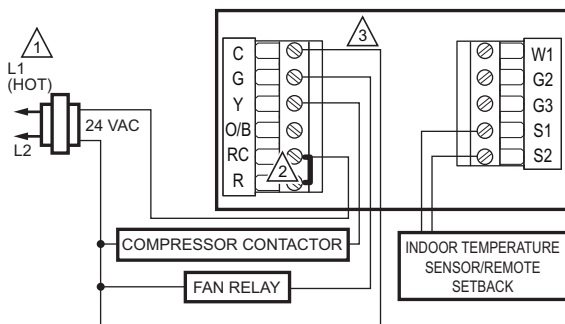 1
L1
(HOT)
L2
24 VAC
3
C
G
Y
O/B
RC
R
2
W1
G2
G3
S1
S2
COMPRESSOR CONTACTOR
FAN RELAY
INDOOR TEMPERATURE
SENSOR/REMOTE
SETBACK